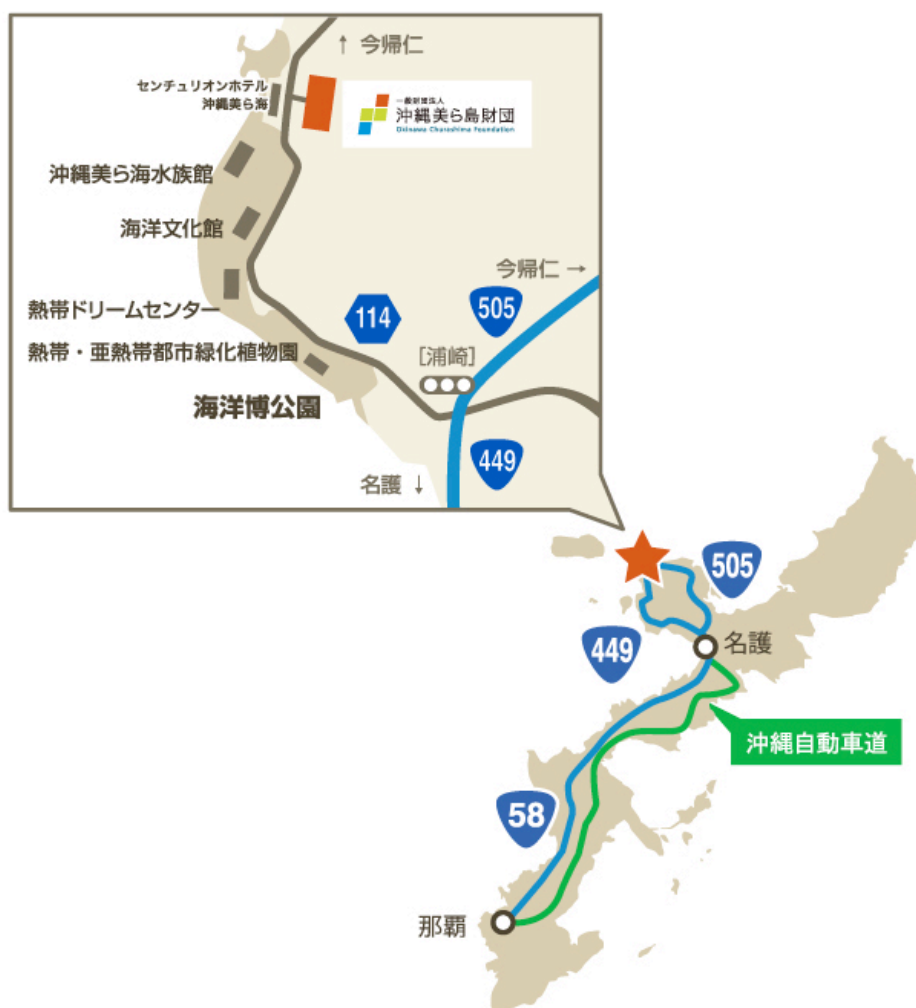 ↑ 今帰仁
センチュリオンホテル
沖縄美ら海
一般財団法人
沖縄美ら島財団
Okinawa Churashima Foundation
沖縄美ら海水族館
海洋文化館
今帰仁 →
熱帯ドリームセンター
114
505
熱帯・亜熱帯都市緑化植物園
[浦崎]
海洋博公園
449
名護 ↓
505
449
名護
沖縄自動車道
58
那覇